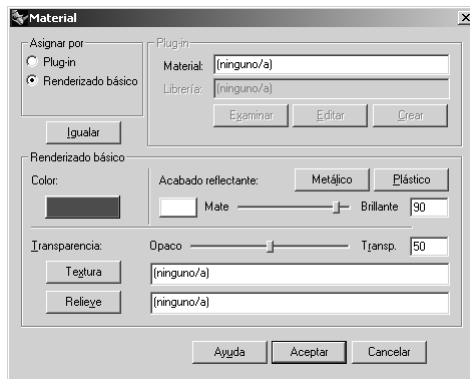 Material
Asignar por
Plug-in
Renderizado básico
Igualar
Plug-in
Material: (ninguno/a)
Librería: (ninguno/a)
Examinar Editar Crear
Renderizado básico
Color:
Acabado reflectante: Metálico Plástico
Mate Brillante 90
Transparencia: Opaco Transp. 50
Textura (ninguno/a)
Relieve (ninguno/a)
Ayuda Aceptar Cancelar